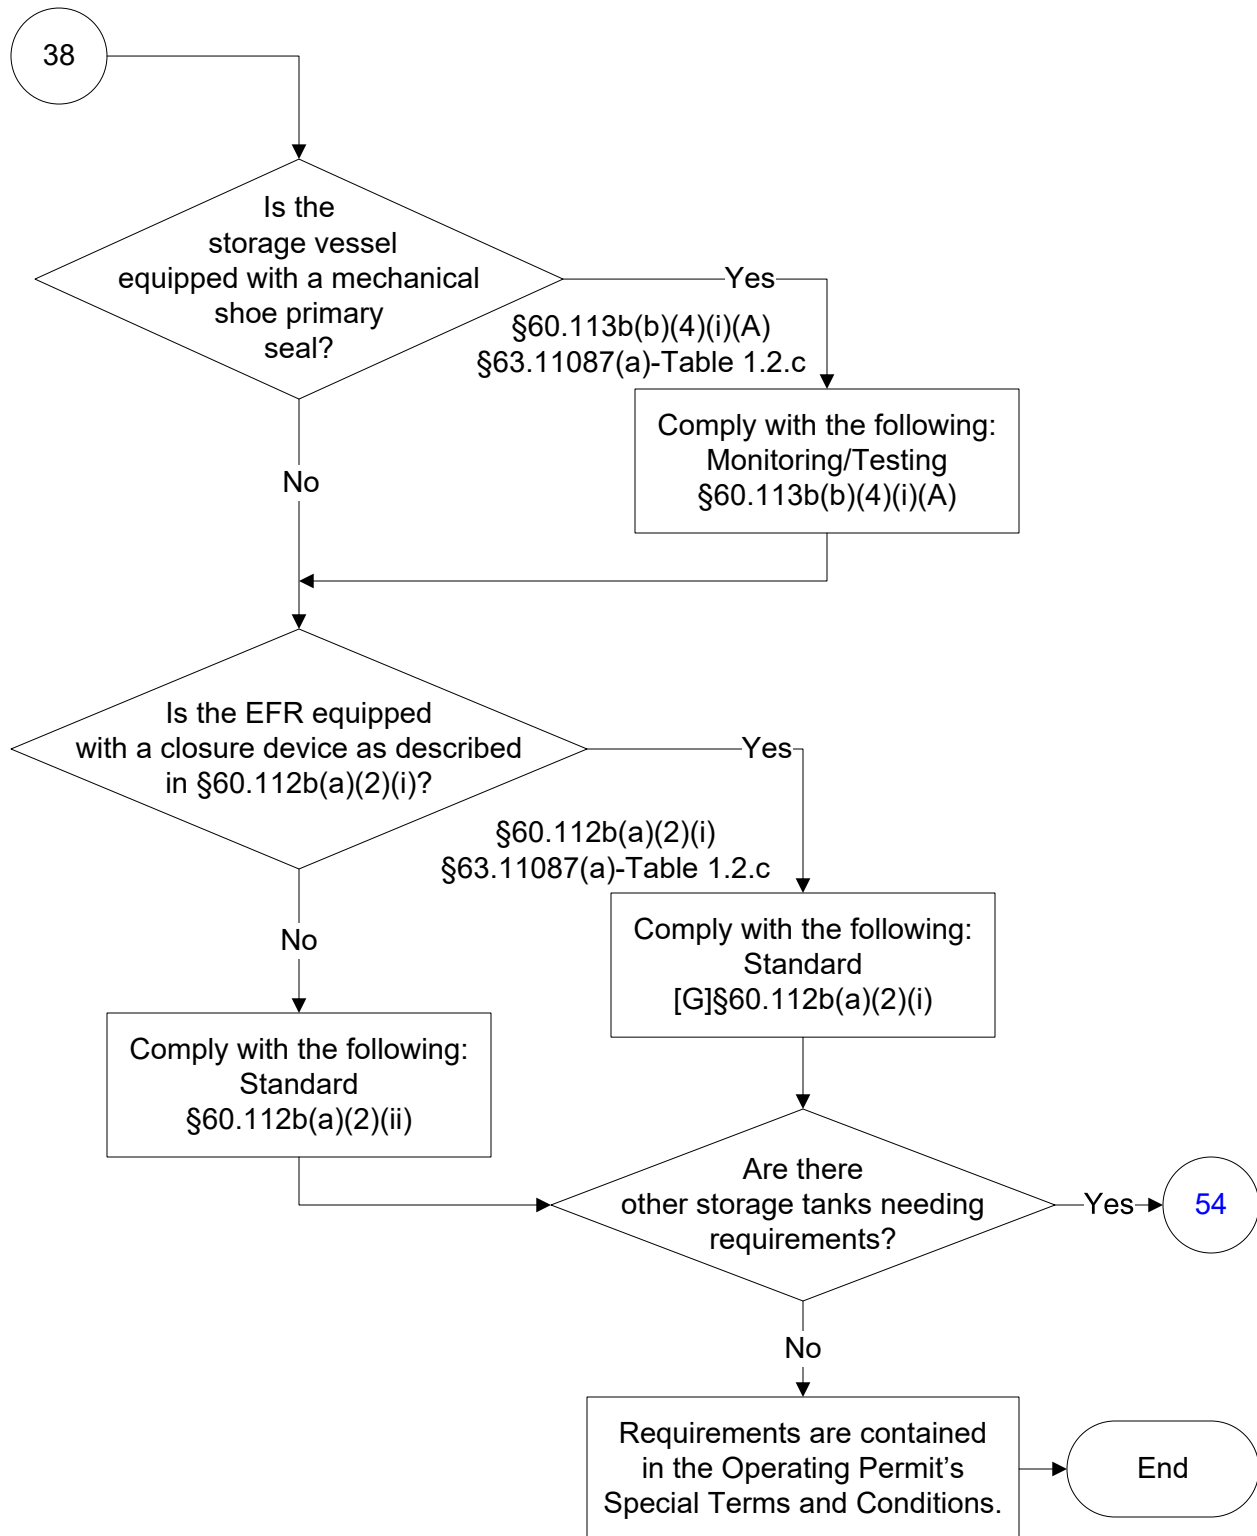 38
Is the
storage vessel
equipped with a mechanical
shoe primary
seal?
Yes
§60.113b(b)(4)(i)(A)
§63.11087(a)-Table 1.2.c
Comply with the following:
Monitoring/Testing
§60.113b(b)(4)(i)(A)
No
Is the EFR equipped
with a closure device as described
in §60.112b(a)(2)(i)?
Yes
§60.112b(a)(2)(i)
§63.11087(a)-Table 1.2.c
Comply with the following:
Standard
[G]§60.112b(a)(2)(i)
No
Comply with the following:
Standard
§60.112b(a)(2)(ii)
Are there
other storage tanks needing
requirements?
Yes
54
No
Requirements are contained
in the Operating Permit’s
Special Terms and Conditions.
End